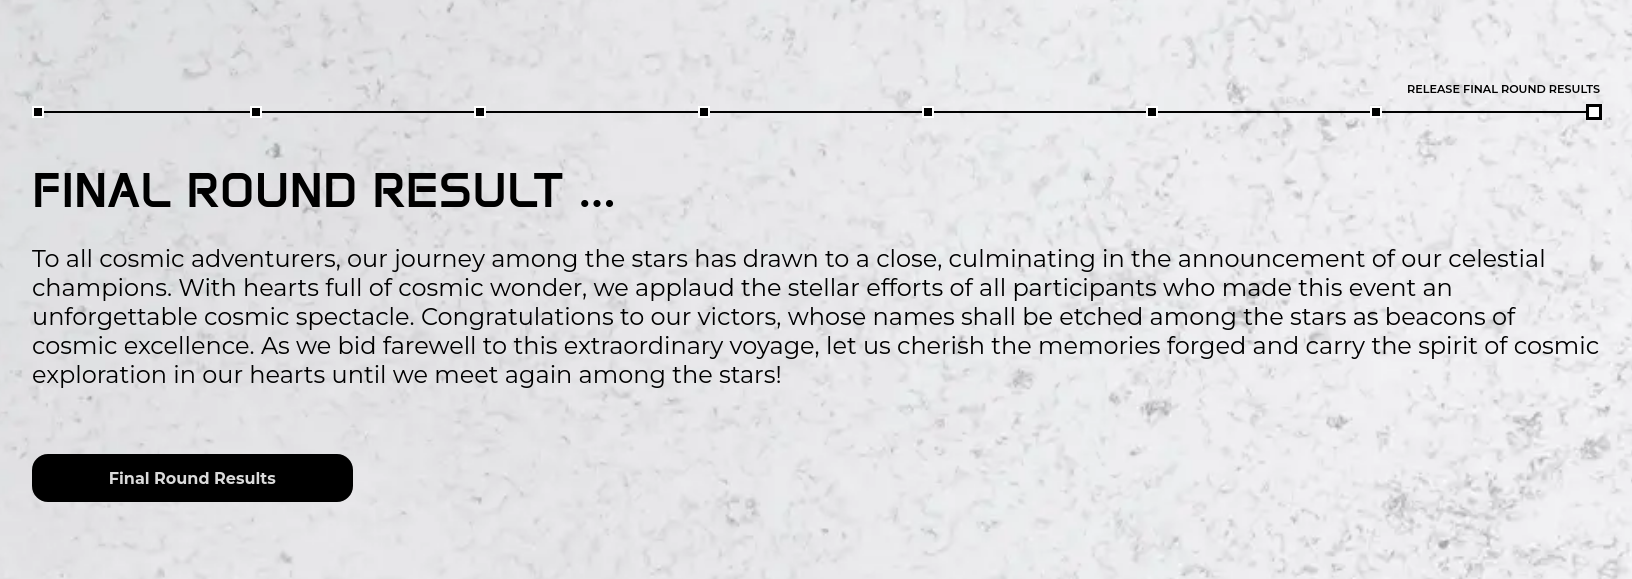 RELEASE FINAL ROUND RESULTS
FINAL ROUND RESULT ...
To all cosmic adventurers, our journey among the stars has drawn to a close, culminating in the announcement of our celestial
champions. With hearts full of cosmic wonder, we applaud the stellar efforts of all participants who made this event an
unforgettable cosmic spectacle. Congratulations to our victors, whose names shall be etched among the stars as beacons of
cosmic excellence. As we bid farewell to this extraordinary voyage, let us cherish the memories forged and carry the spirit of cosmic
exploration in our hearts until we meet again among the stars!
Final Round Results